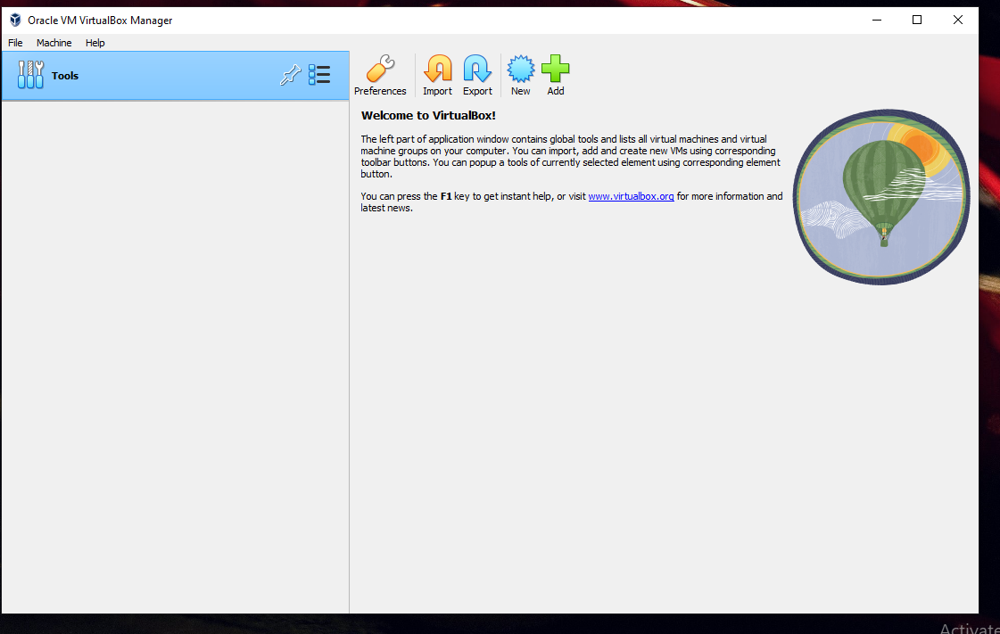 Oracle VM VirtualBox Manager
File Machine Help
Tools
Preferences Import Export New Add
Welcome to VirtualBox!
The left part of application window contains global tools and lists all virtual machines and virtual
machine groups on your computer. You can import, add and create new VMs using corresponding
toolbar buttons. You can popup a tools of currently selected element using corresponding element
button.
You can press the F1 key to get instant help, or visit www.virtualbox.org for more information and
latest news.
Activate